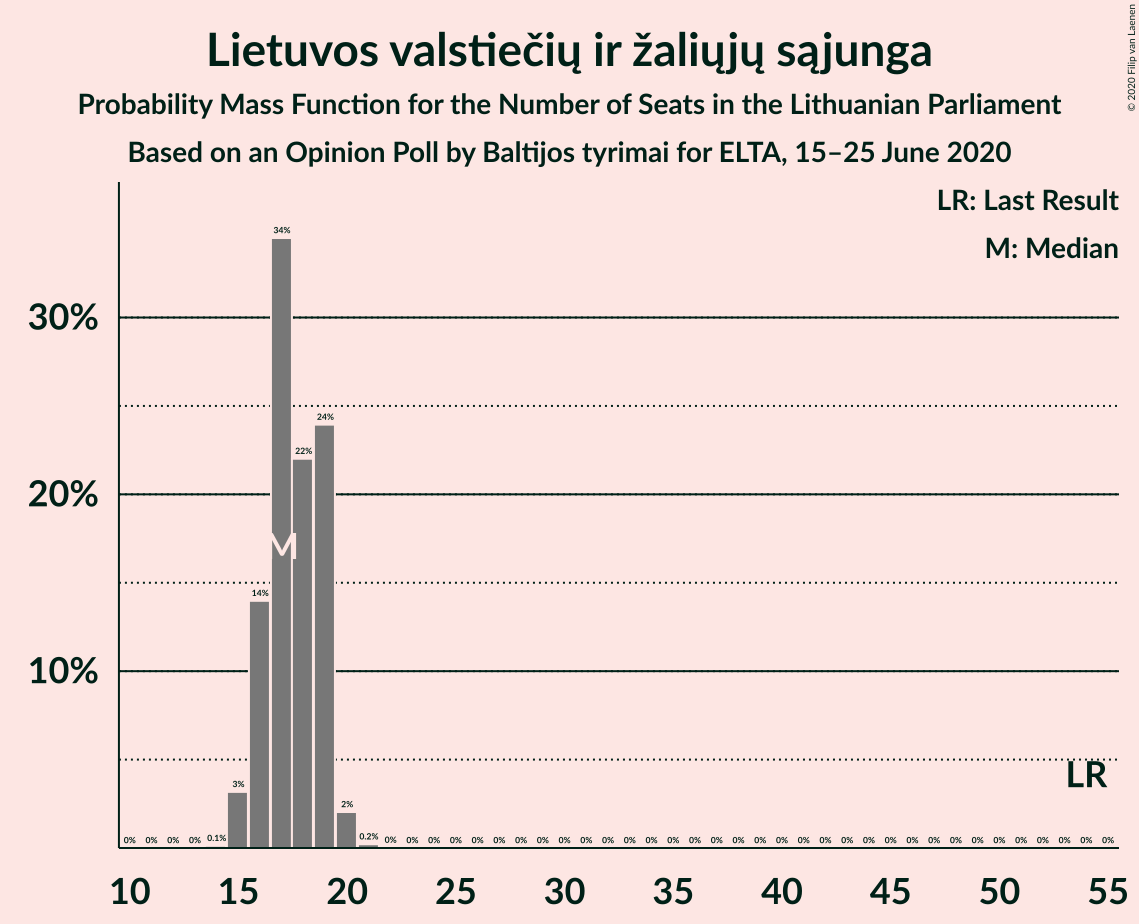 Lietuvos valstiečių ir žaliųjų sąjunga
Probability Mass Function for the Number of Seats in the Lithuanian Parliament
Based on an Opinion Poll by Baltijos tyrimai for ELTA, 15–25 June 2020
© 2020 Filip van Laenen
LR: Last Result
M: Median
30%
20%
10%
34%
24%
22%
M
14%
LR
3%
2%
0% 0% 0% 0% 0.1% 0.2% 0% 0% 0% 0% 0% 0% 0% 0% 0% 0% 0% 0% 0% 0% 0% 0% 0% 0% 0% 0% 0% 0% 0% 0% 0% 0% 0% 0% 0% 0% 0% 0% 0% 0%
10 15 20 25 30 35 40 45 50 55